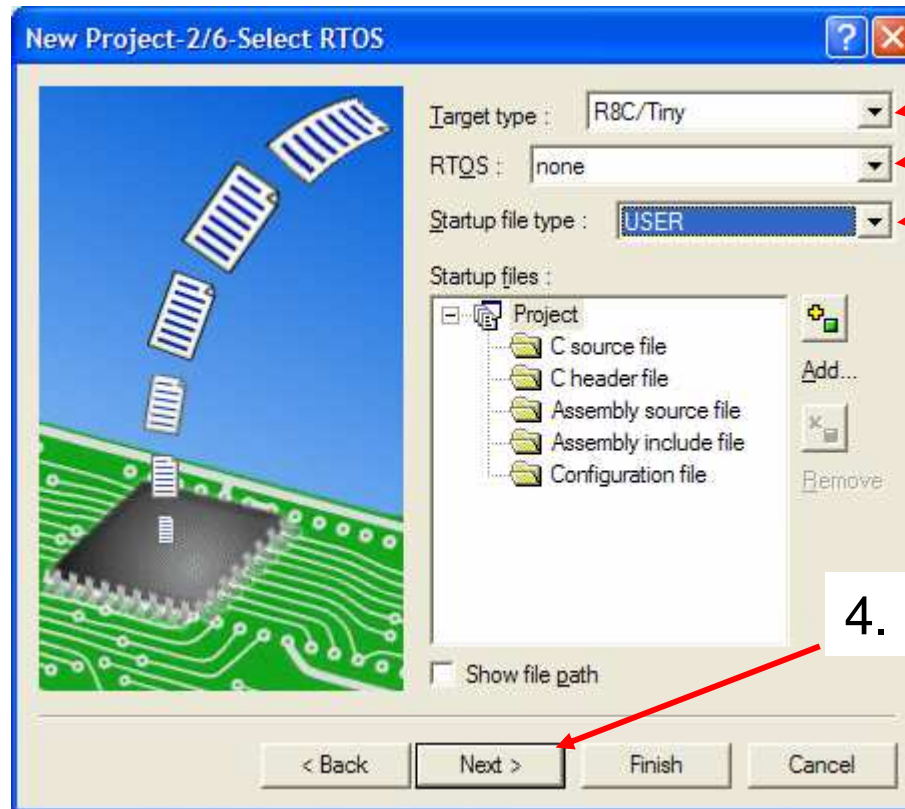 New Project-2/6-Select RTOS
Target type : R8C/Tiny
RTOS : none
Startup file type : USER
Startup files :
Project
C source file
C header file
Assembly source file
Assembly include file
Configuration file
Add...
Remove
4.
Show file path
< Back Next > Finish Cancel